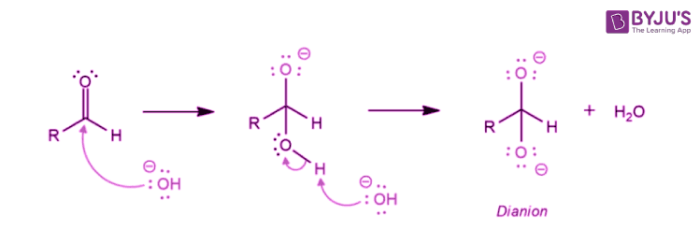 BYJU'S
The Learning App
:O:
R H
⊖ ..
:OH
..
.. ⊖
:O:
R H
:O
H
⊖ ..
:OH
..
.. ⊖
:O:
R H
:O:
.. ⊖
+ H₂O
Dianion